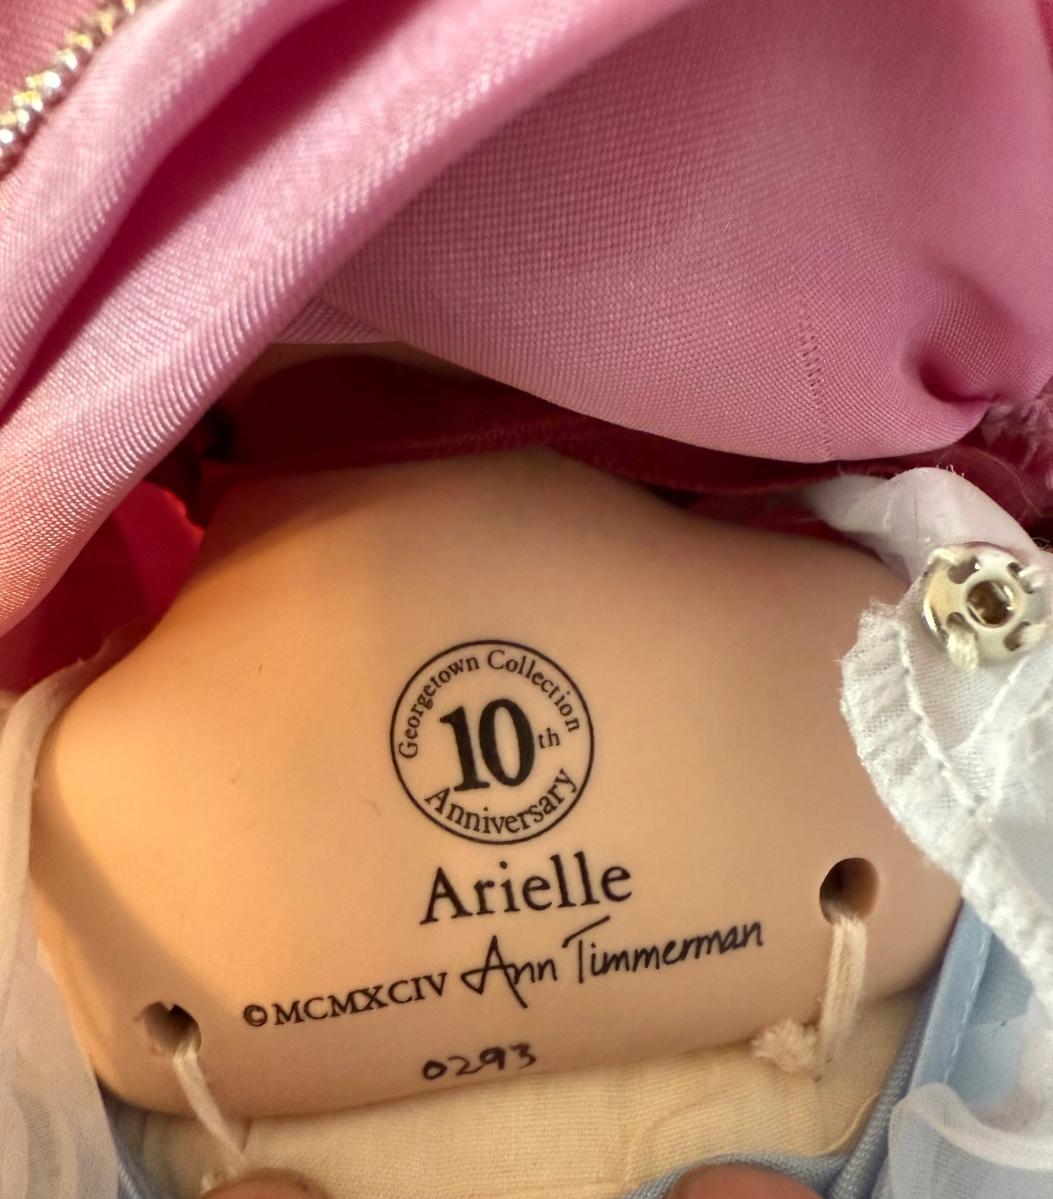 Georgetown Collection
10th
Anniversary
Arielle
©MCMXCIV Ann Timmerman
0293